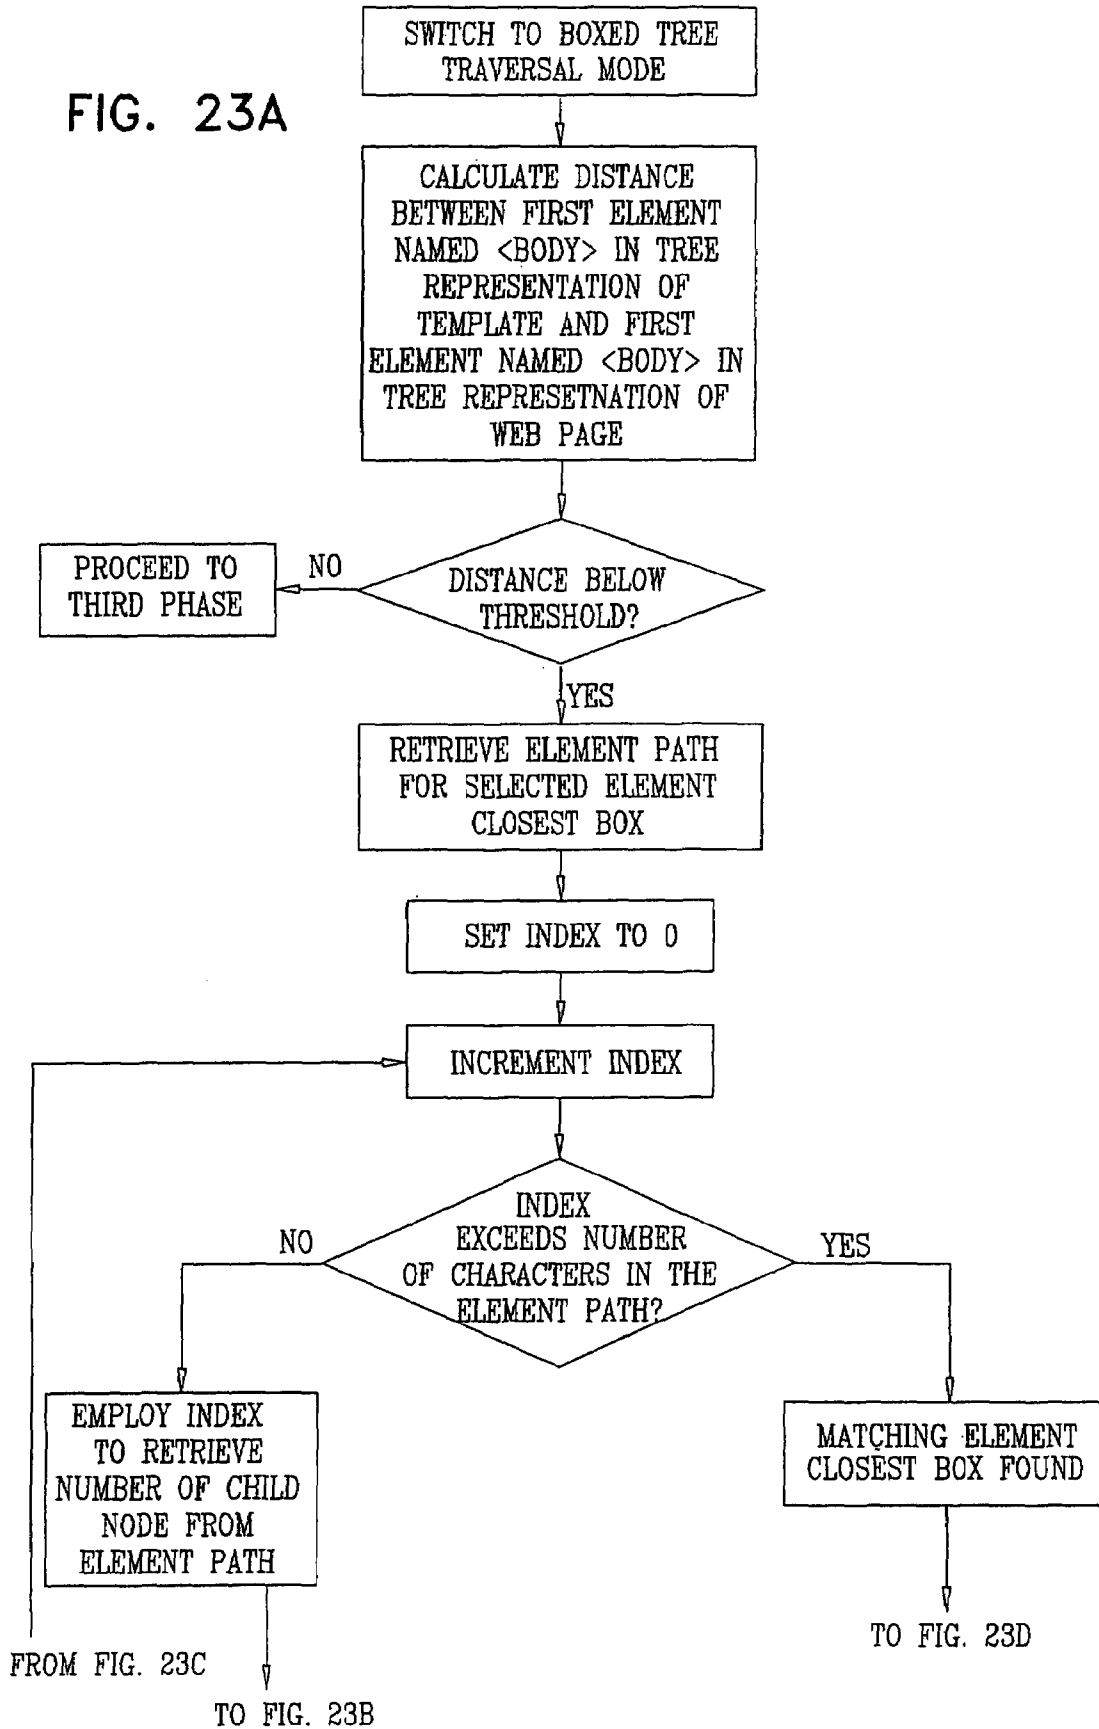 FIG. 23A
SWITCH TO BOXED TREE
TRAVERSAL MODE
CALCULATE DISTANCE
BETWEEN FIRST ELEMENT
NAMED <BODY> IN TREE
REPRESENTATION OF
TEMPLATE AND FIRST
ELEMENT NAMED <BODY> IN
TREE REPRESETNATION OF
WEB PAGE
DISTANCE BELOW
THRESHOLD?
NO
PROCEED TO
THIRD PHASE
YES
RETRIEVE ELEMENT PATH
FOR SELECTED ELEMENT
CLOSEST BOX
SET INDEX TO 0
INCREMENT INDEX
INDEX
EXCEEDS NUMBER
OF CHARACTERS IN THE
ELEMENT PATH?
NO
YES
EMPLOY INDEX
TO RETRIEVE
NUMBER OF CHILD
NODE FROM
ELEMENT PATH
MATCHING ELEMENT
CLOSEST BOX FOUND
FROM FIG. 23C
TO FIG. 23B
TO FIG. 23D